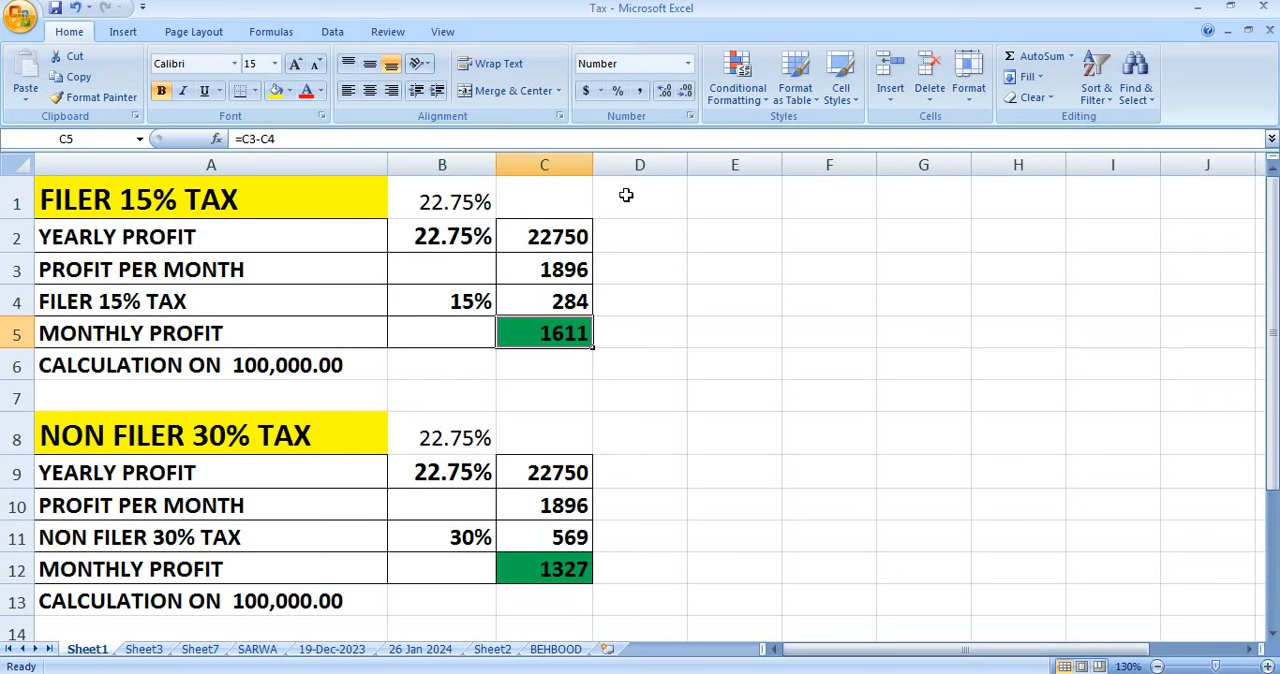 Tax - Microsoft Excel
Home Insert Page Layout Formulas Data Review View
Paste
Cut
Copy
Format Painter
Clipboard
Calibri 15
B I U
Font
Wrap Text
Merge & Center
Alignment
Number
$ % ,
Number
Conditional Formatting
Format as Table
Cell Styles
Styles
Insert Delete Format
Cells
Σ AutoSum
Fill
Clear
Sort & Filter
Find & Select
Editing
C5 fx =C3-C4
A B C D E F G H I J
1 FILER 15% TAX 22.75%
2 YEARLY PROFIT 22.75% 22750
3 PROFIT PER MONTH 1896
4 FILER 15% TAX 15% 284
5 MONTHLY PROFIT 1611
6 CALCULATION ON 100,000.00
7
8 NON FILER 30% TAX 22.75%
9 YEARLY PROFIT 22.75% 22750
10 PROFIT PER MONTH 1896
11 NON FILER 30% TAX 30% 569
12 MONTHLY PROFIT 1327
13 CALCULATION ON 100,000.00
14
Sheet1 Sheet3 Sheet7 SARWA 19-Dec-2023 26 Jan 2024 Sheet2 BEHBOOD
Ready 130%